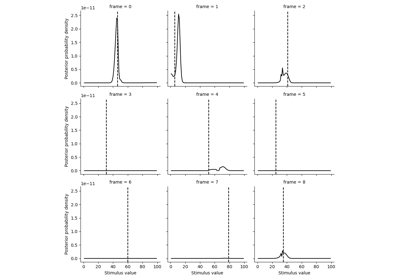 1e−11
frame = 0
frame = 1
frame = 2
Posterior probability density
2.5
2.0
1.5
1.0
0.5
0.0
1e−11
frame = 3
frame = 4
frame = 5
Posterior probability density
2.5
2.0
1.5
1.0
0.5
0.0
1e−11
frame = 6
frame = 7
frame = 8
Posterior probability density
2.5
2.0
1.5
1.0
0.5
0.0
0 20 40 60 80 100
0 20 40 60 80 100
0 20 40 60 80 100
Stimulus value
Stimulus value
Stimulus value